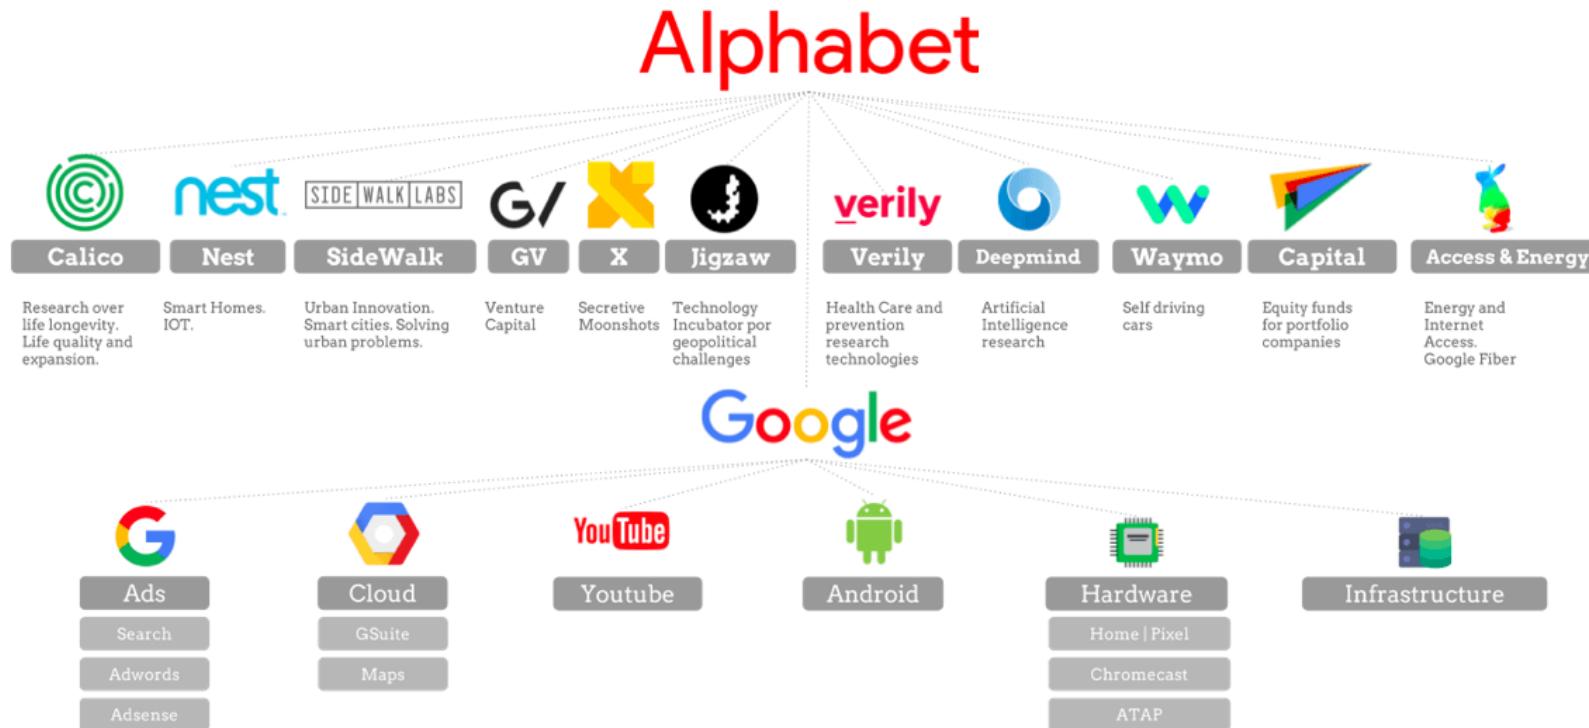 Alphabet
nest
SIDE WALK LABS
G/
verily
Calico
Nest
SideWalk
GV
X
Jigzaw
Verily
Deepmind
Waymo
Capital
Access & Energy
Research over
life longevity.
Life quality and
expansion.
Smart Homes.
IOT.
Urban Innovation.
Smart cities. Solving
urban problems.
Venture
Capital
Secretive
Moonshots
Technology
Incubator por
geopolitical
challenges
Health Care and
prevention
research
technologies
Artificial
Intelligence
research
Self driving
cars
Equity funds
for portfolio
companies
Energy and
Internet
Access.
Google Fiber
Google
G
YouTube
Ads
Cloud
Youtube
Android
Hardware
Infrastructure
Search
GSuite
Home | Pixel
Adwords
Maps
Chromecast
Adsense
ATAP